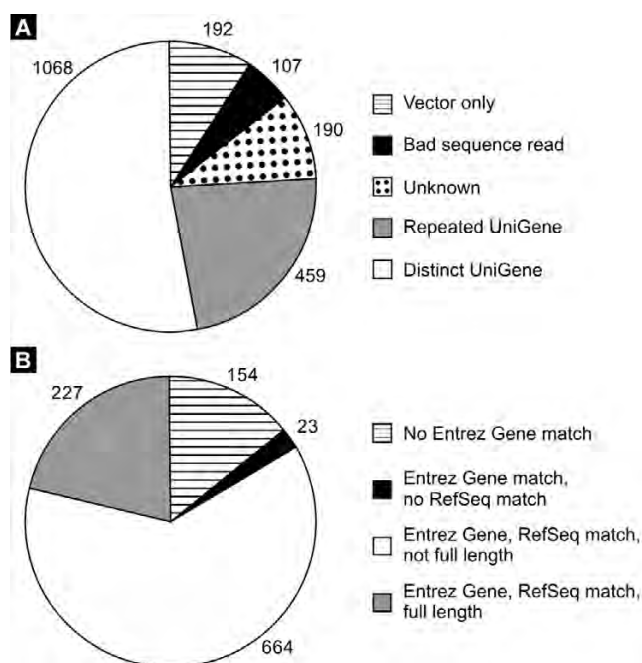 A
192
107
1068
190
459
Vector only
Bad sequence read
Unknown
Repeated UniGene
Distinct UniGene
B
227
154
23
664
No Entrez Gene match
Entrez Gene match,
no RefSeq match
Entrez Gene, RefSeq match,
not full length
Entrez Gene, RefSeq match,
full length